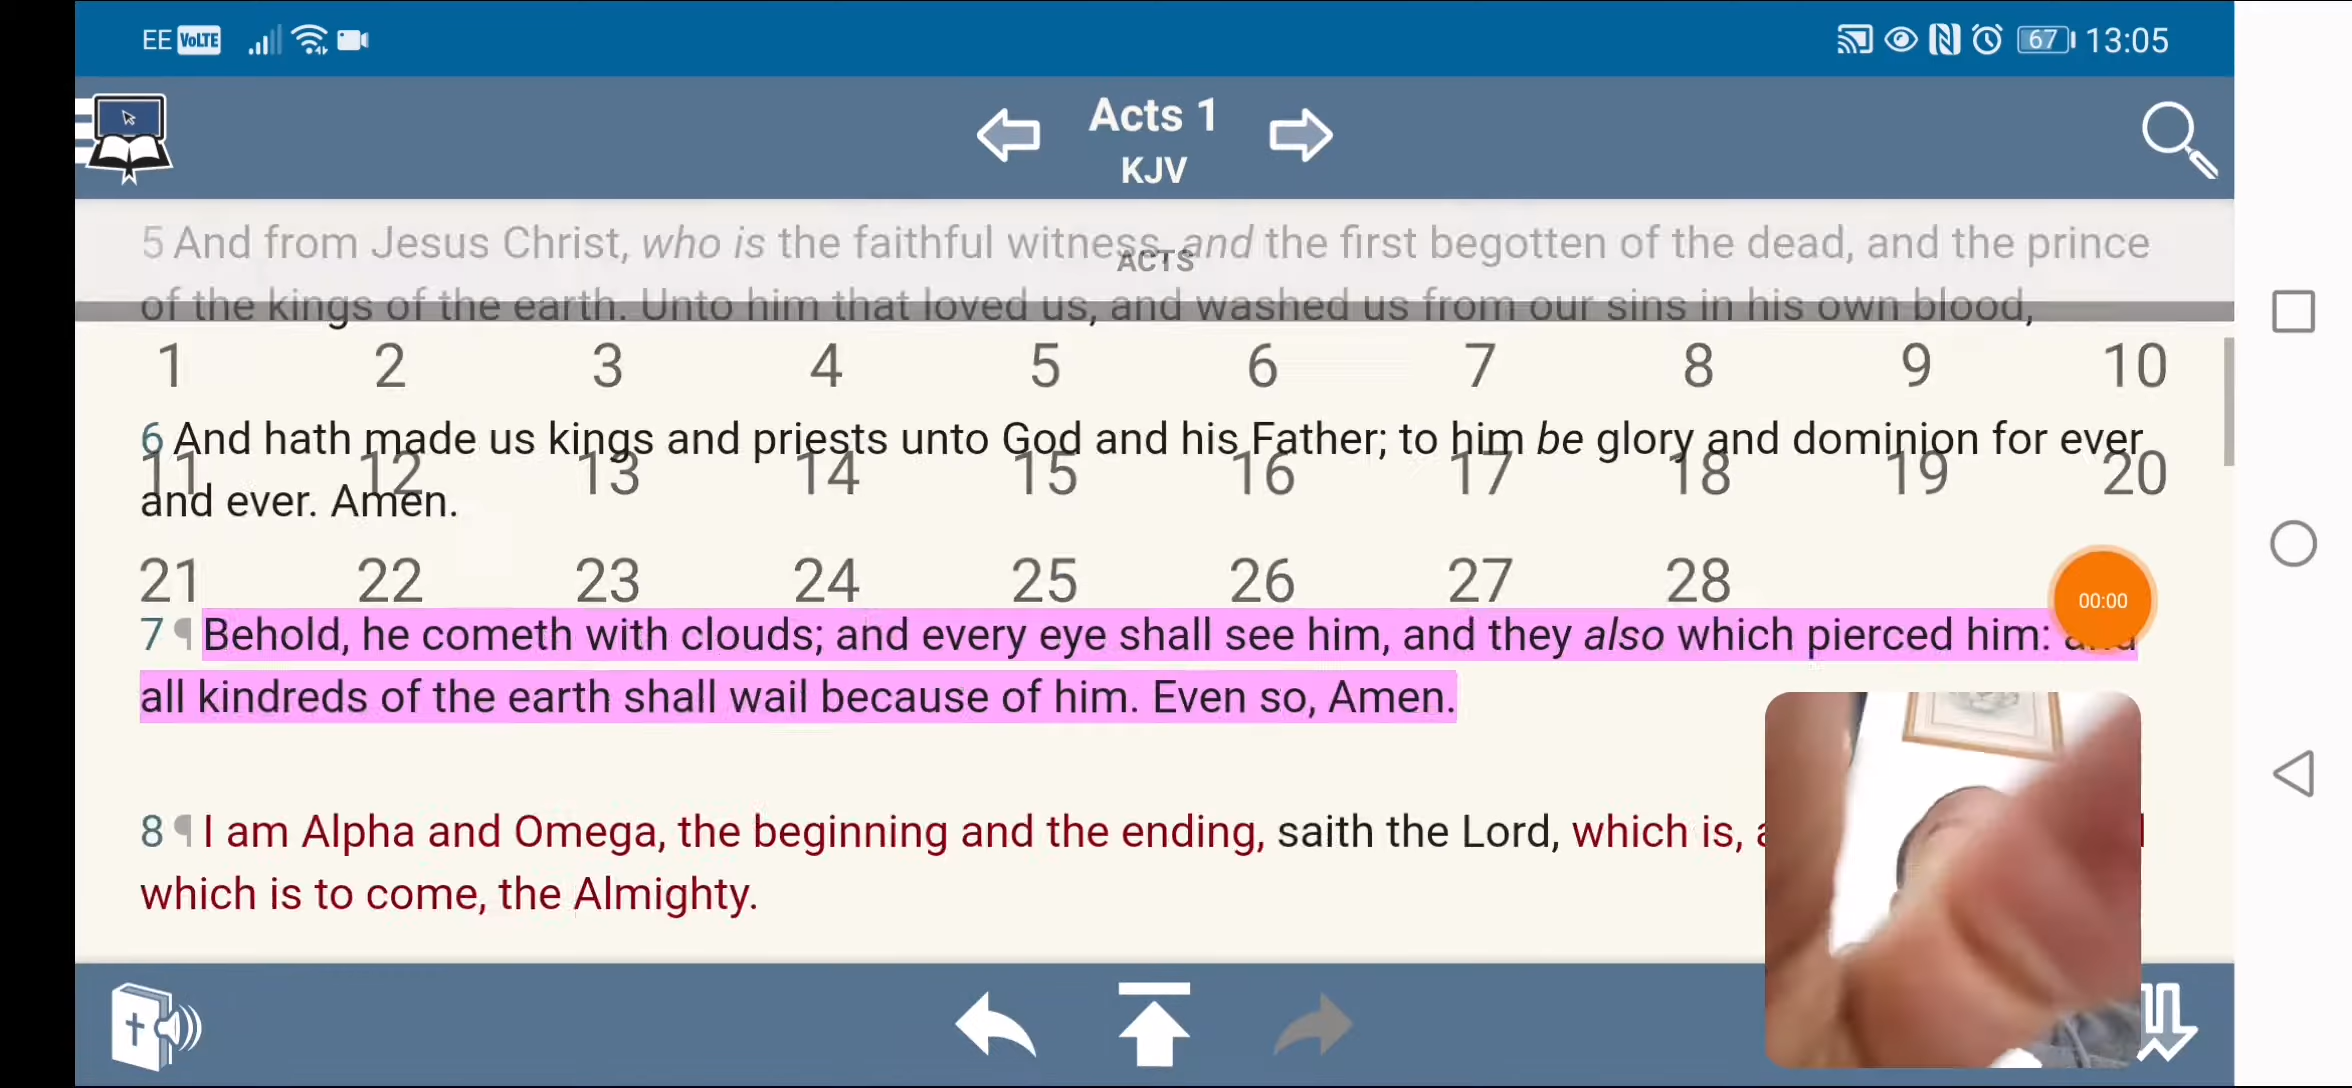 EE VoLTE 67 13:05
Acts 1
KJV
5 And from Jesus Christ, who is the faithful witness, and the first begotten of the dead, and the prince
ACTS
of the kings of the earth. Unto him that loved us, and washed us from our sins in his own blood,
1 2 3 4 5 6 7 8 9 10
6 And hath made us kings and priests unto God and his Father; to him be glory and dominion for ever
11 12 13 14 15 16 17 18 19 20
and ever. Amen.
21 22 23 24 25 26 27 28
00:00
7 ¶ Behold, he cometh with clouds; and every eye shall see him, and they also which pierced him:
all kindreds of the earth shall wail because of him. Even so, Amen.
8 ¶ I am Alpha and Omega, the beginning and the ending, saith the Lord, which is,
which is to come, the Almighty.